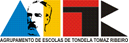 AGRUPAMENTO DE ESCOLAS DE TONDELA TOMAZ RIBEIRO